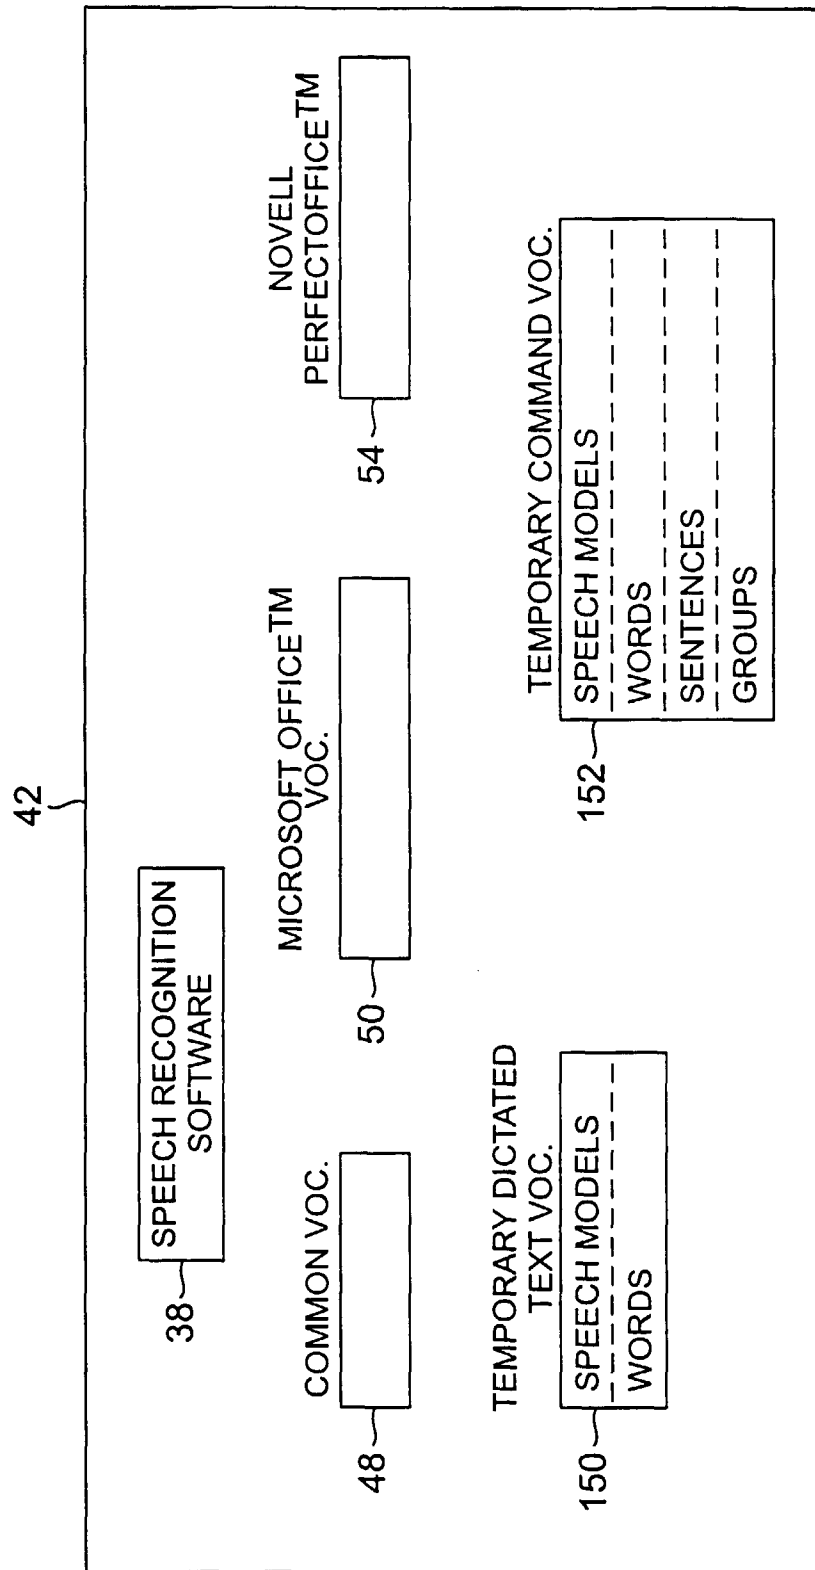 42
SPEECH RECOGNITION
SOFTWARE
38
COMMON VOC.
48
MICROSOFT OFFICE™
VOC.
50
NOVELL
PERFECTOFFICE™
54
TEMPORARY DICTATED
TEXT VOC.
SPEECH MODELS
WORDS
150
TEMPORARY COMMAND VOC.
SPEECH MODELS
WORDS
SENTENCES
GROUPS
152